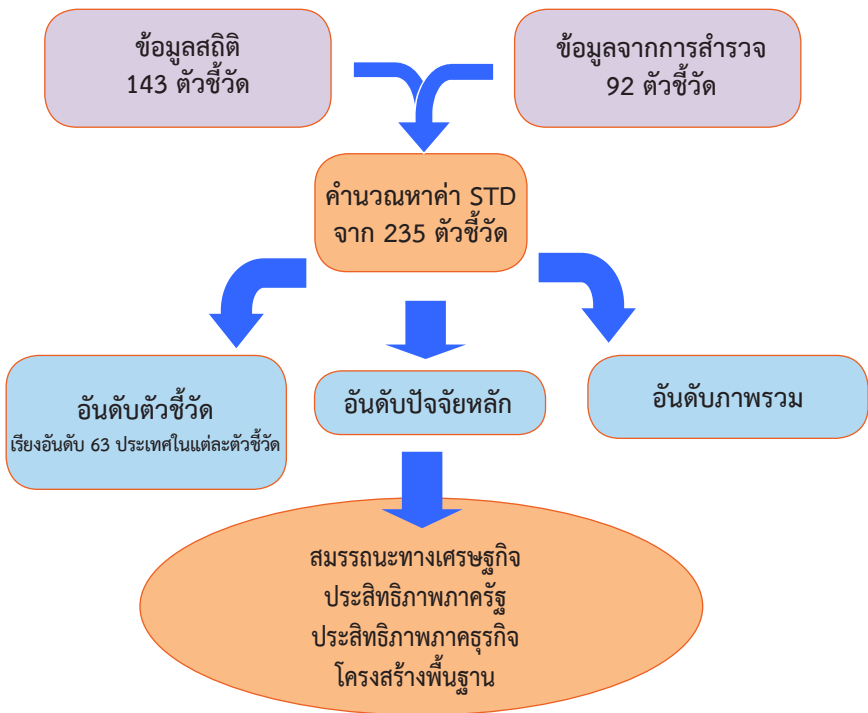 ข้อมูลสถิติ
143 ตัวชี้วัด
ข้อมูลจากการสำรวจ
92 ตัวชี้วัด
คำนวณหาค่า STD
จาก 235 ตัวชี้วัด
อันดับตัวชี้วัด
เรียงอันดับ 63 ประเทศในแต่ละตัวชี้วัด
อันดับปัจจัยหลัก
อันดับภาพรวม
สมรรถนะทางเศรษฐกิจ
ประสิทธิภาพภาครัฐ
ประสิทธิภาพภาคธุรกิจ
โครงสร้างพื้นฐาน